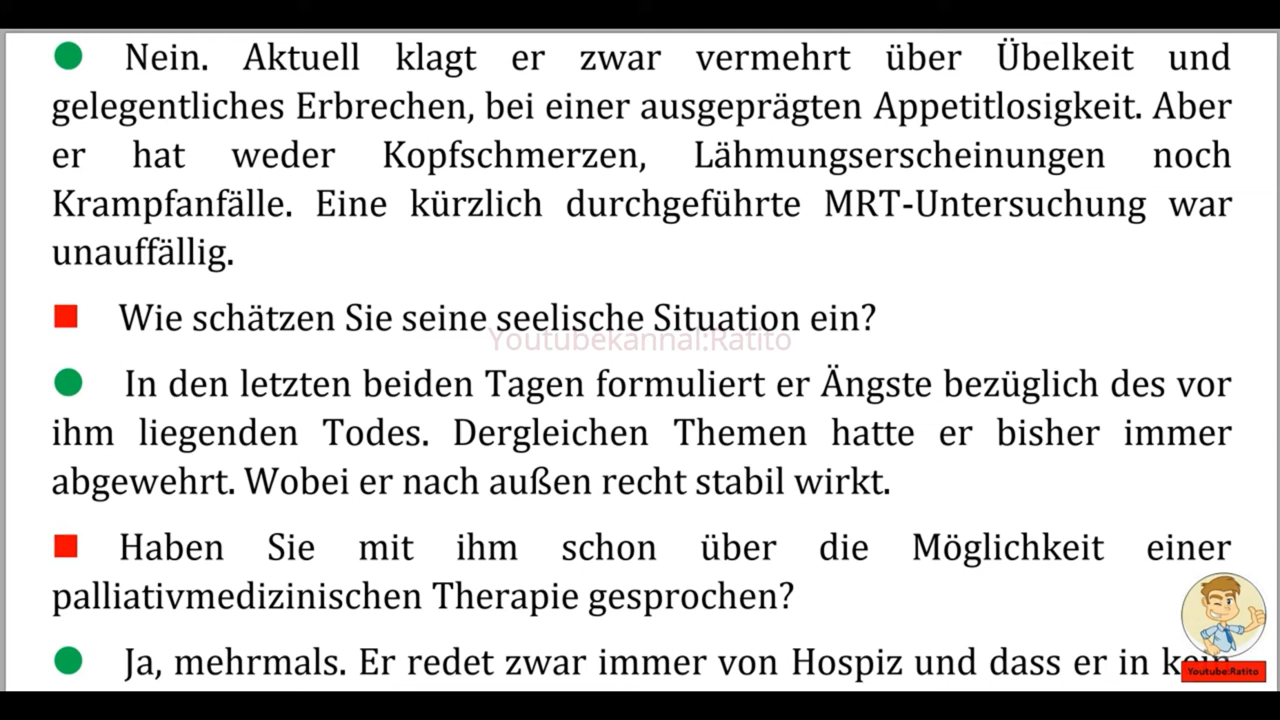 Nein. Aktuell klagt er zwar vermehrt über Übelkeit und
gelegentliches Erbrechen, bei einer ausgeprägten Appetitlosigkeit. Aber
er hat weder Kopfschmerzen, Lähmungserscheinungen noch
Krampfanfälle. Eine kürzlich durchgeführte MRT-Untersuchung war
unauffällig.
Wie schätzen Sie seine seelische Situation ein?
Youtubekannal:Ratito
In den letzten beiden Tagen formuliert er Ängste bezüglich des vor
ihm liegenden Todes. Dergleichen Themen hatte er bisher immer
abgewehrt. Wobei er nach außen recht stabil wirkt.
Haben Sie mit ihm schon über die Möglichkeit einer
palliativmedizinischen Therapie gesprochen?
Ja, mehrmals. Er redet zwar immer von Hospiz und dass er in
Youtube:Ratito